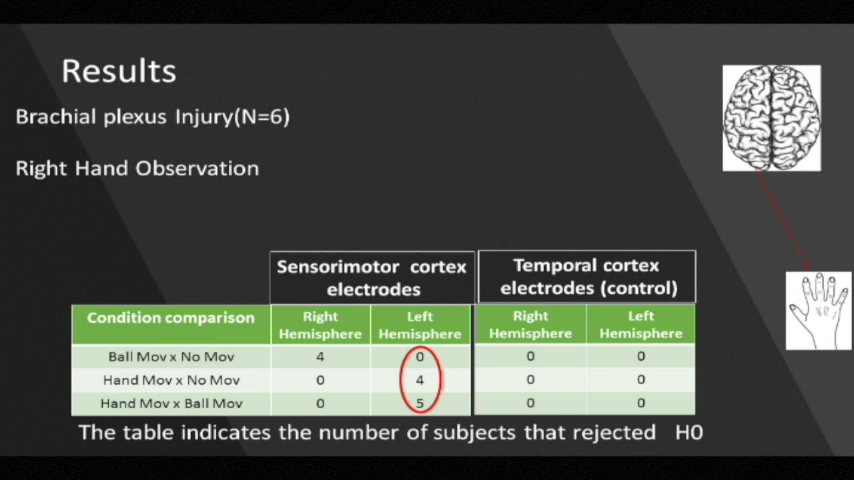 Results
Brachial plexus Injury(N=6)
Right Hand Observation
Sensorimotor cortex electrodes Temporal cortex electrodes (control)
Condition comparison Right Hemisphere Left Hemisphere Right Hemisphere Left Hemisphere
Ball Mov x No Mov 4 0 0 0
Hand Mov x No Mov 0 4 0 0
Hand Mov x Ball Mov 0 5 0 0
The table indicates the number of subjects that rejected H0